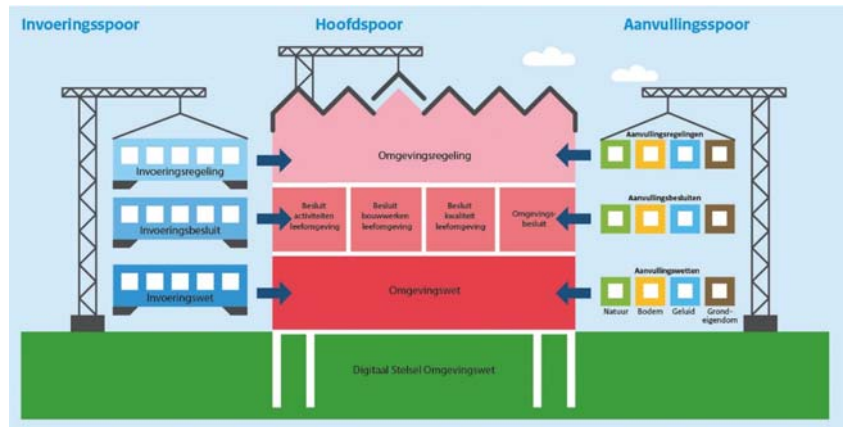 Invoeringsspoor
Hoofdspoor
Aanvullingsspoor
Invoeringsregeling
Invoeringsbesluit
Invoeringswet
Omgevingsregeling
Besluit
activiteiten
leefomgeving
Besluit
bouwwerken
leefomgeving
Besluit
kwaliteit
leefomgeving
Omgevings-
besluit
Omgevingswet
Digitaal Stelsel Omgevingswet
Aanvullingsregelingen
Aanvullingsbesluiten
Aanvullingswetten
Natuur
Bodem
Geluid
Grond-
eigendom